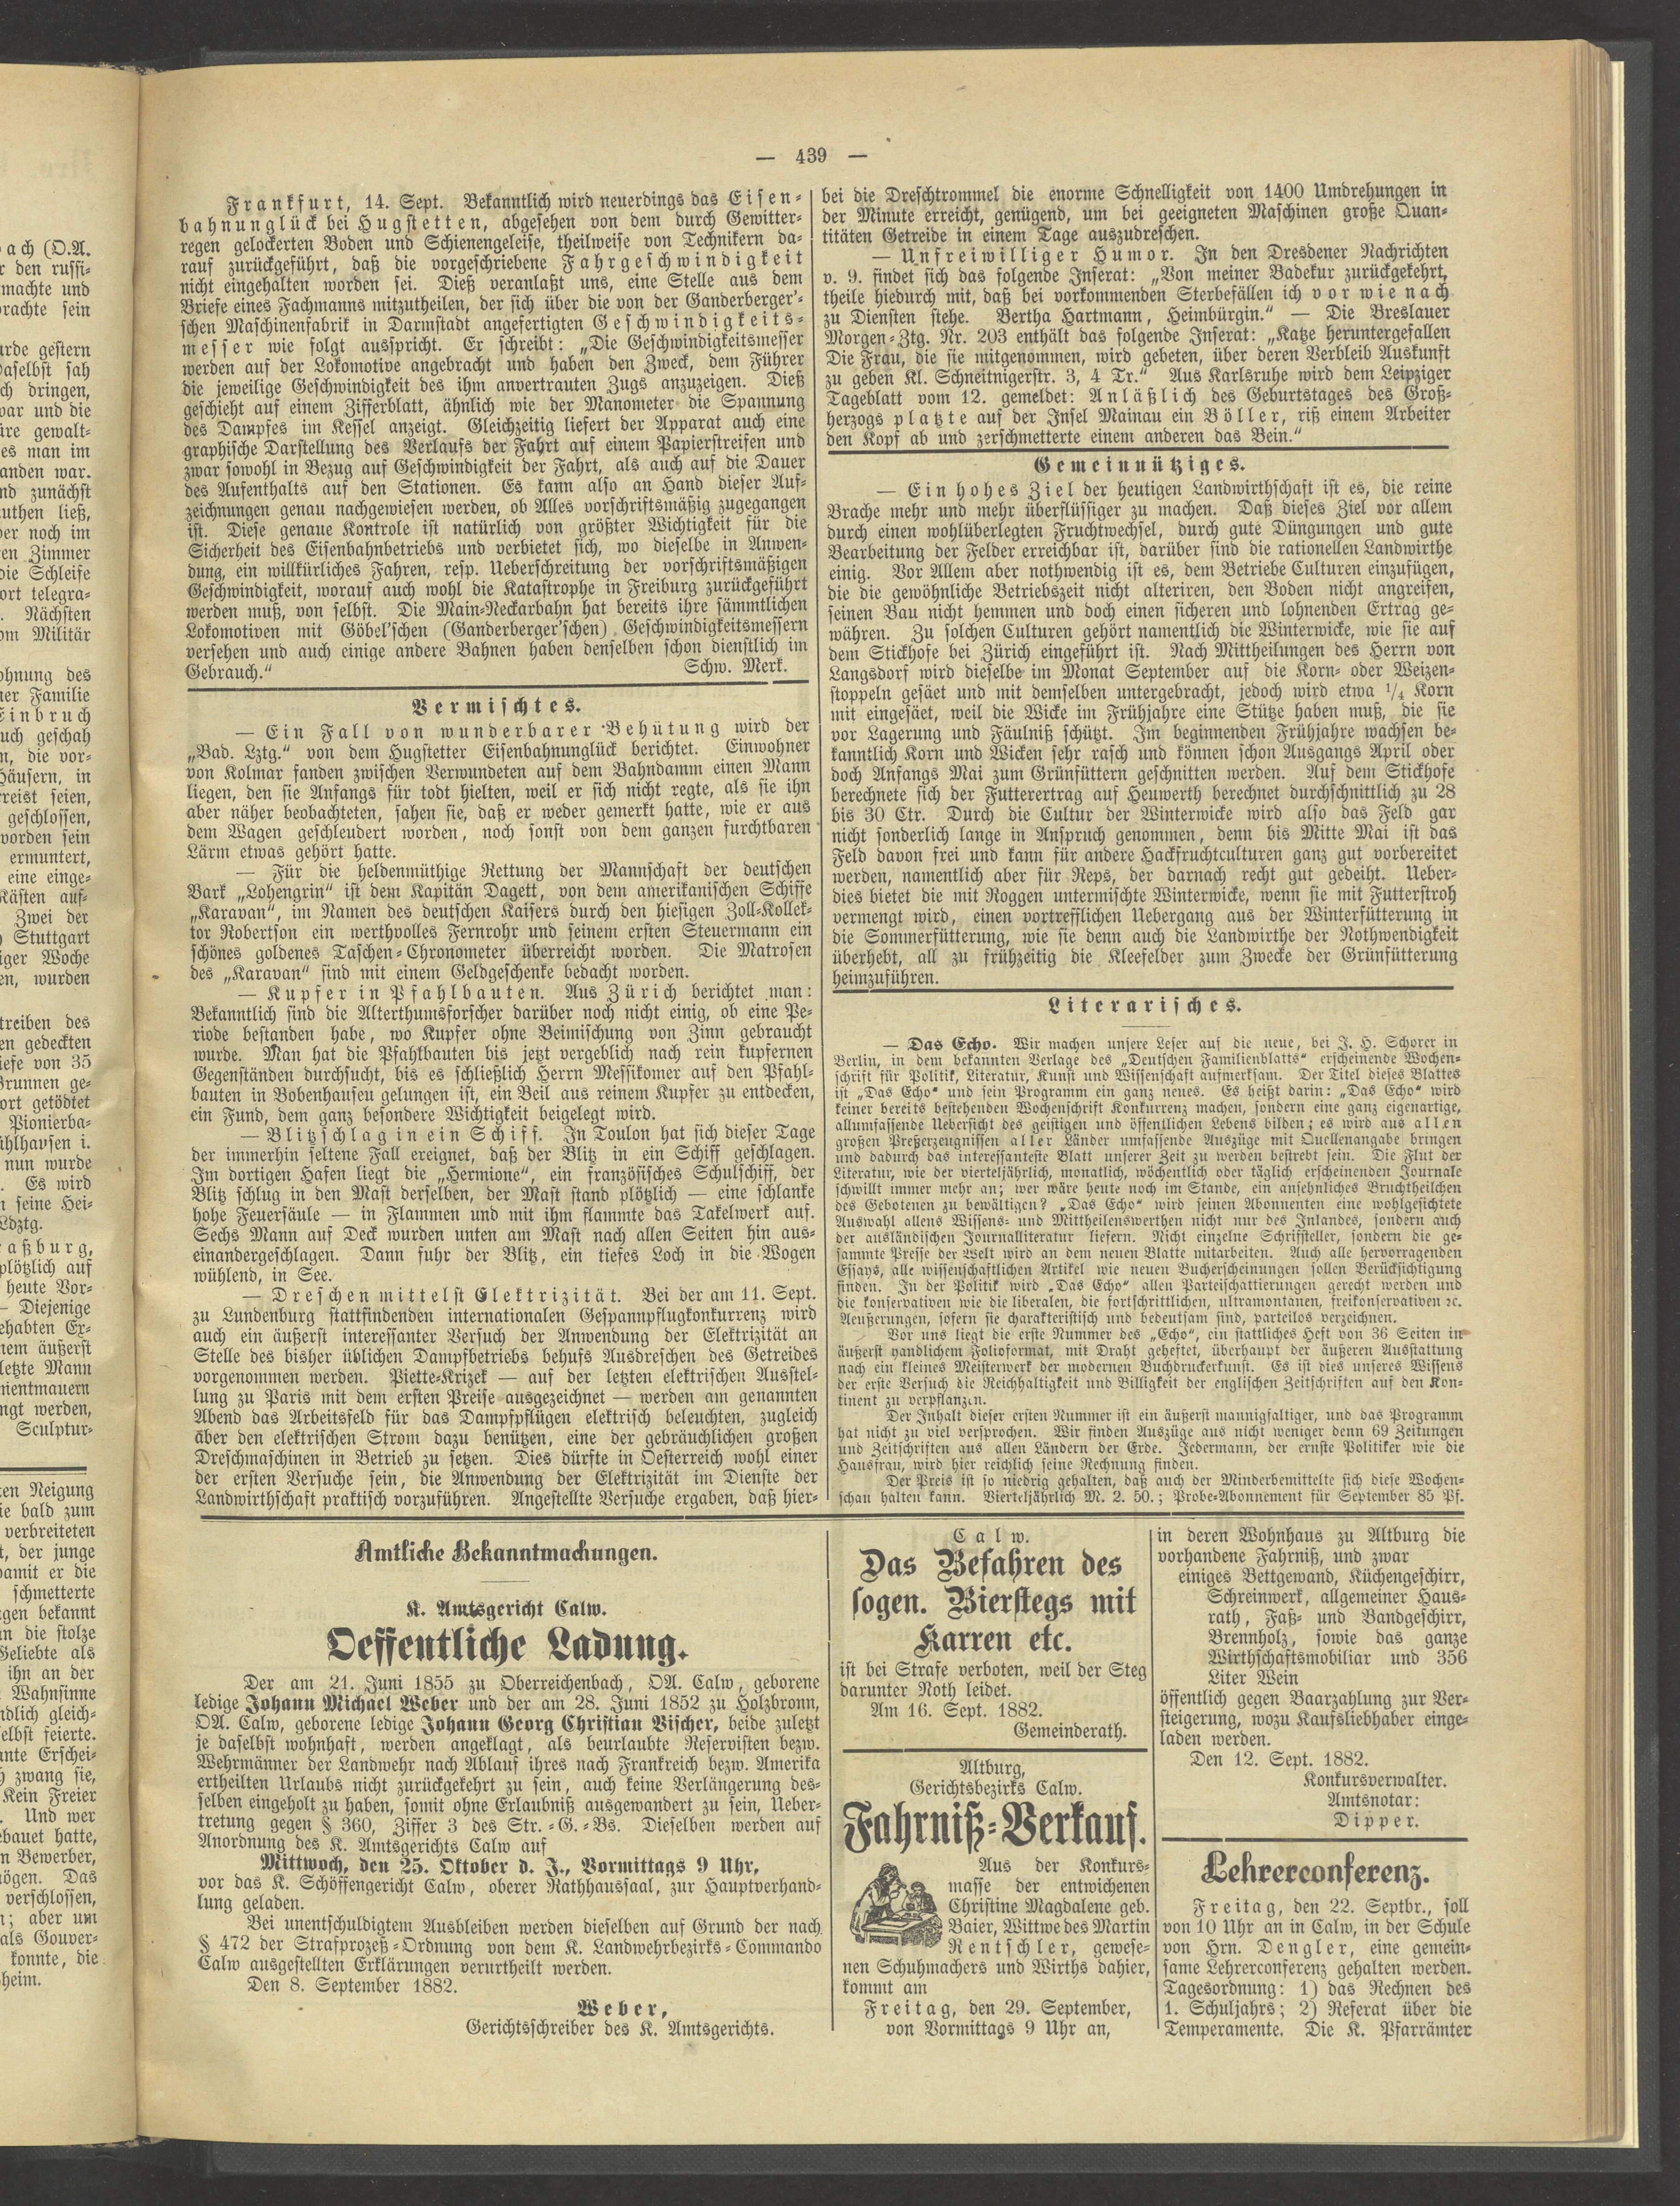 — 439 —
Frankfurt, 14. Sept. Bekanntlich wird neuerdings das Eisen-
bahnunglück bei Hugstetten, abgesehen von dem durch Gewitter-
regen gelockerten Boden und Schienengeleise, theilweise von Technikern da-
rauf zurückgeführt, daß die vorgeschriebene Fahrgeschwindigkeit
nicht eingehalten worden sei. Dieß veranlaßt uns, eine Stelle aus dem
Briefe eines Fachmanns mitzutheilen, der sich über die von der Ganderberger'-
schen Maschinenfabrik in Darmstadt angefertigten Geschwindigkeits-
messer wie folgt ausspricht. Er schreibt: „Die Geschwindigkeitsmesser
werden auf der Lokomotive angebracht und haben den Zweck, dem Führer
die jeweilige Geschwindigkeit des ihm anvertrauten Zugs anzuzeigen. Dieß
geschieht auf einem Zifferblatt, ähnlich wie der Manometer die Spannung
des Dampfes im Kessel anzeigt. Gleichzeitig liefert der Apparat auch eine
graphische Darstellung des Verlaufs der Fahrt auf einem Papierstreifen und
zwar sowohl in Bezug auf Geschwindigkeit der Fahrt, als auch auf die Dauer
des Aufenthalts auf den Stationen. Es kann also an Hand dieser Auf-
zeichnungen genau nachgewiesen werden, ob Alles vorschriftsmäßig zugegangen
ist. Diese genaue Kontrole ist natürlich von größter Wichtigkeit für die
Sicherheit des Eisenbahnbetriebs und verbietet sich, wo dieselbe in Anwen-
dung, ein willkürliches Fahren, resp. Ueberschreitung der vorschriftsmäßigen
Geschwindigkeit, worauf auch wohl die Katastrophe in Freiburg zurückgeführt
werden muß, von selbst. Die Main-Neckarbahn hat bereits ihre sämmtlichen
Lokomotiven mit Göbel'schen (Ganderberger'schen) Geschwindigkeitsmessern
versehen und auch einige andere Bahnen haben denselben schon dienstlich im
Gebrauch.“ Schw. Merk.
Vermischtes.
— Ein Fall von wunderbarer Behütung wird der
„Bad. Lztg.“ von dem Hugstetter Eisenbahnunglück berichtet. Einwohner
von Kolmar fanden zwischen Verwundeten auf dem Bahndamm einen Mann
liegen, den sie Anfangs für todt hielten, weil er sich nicht regte, als sie ihn
aber näher beobachteten, sahen sie, daß er weder gemerkt hatte, wie er aus
dem Wagen geschleudert worden, noch sonst von dem ganzen furchtbaren
Lärm etwas gehört hatte.
— Für die heldenmüthige Rettung der Mannschaft der deutschen
Bark „Lohengrin“ ist dem Kapitän Dagett, von dem amerikanischen Schiffe
„Karavan“, im Namen des deutschen Kaisers durch den hiesigen Zoll-Kollek-
tor Robertson ein werthvolles Fernrohr und seinem ersten Steuermann ein
schönes goldenes Taschen-Chronometer überreicht worden. Die Matrosen
des „Karavan“ sind mit einem Geldgeschenke bedacht worden.
— Kupfer in Pfahlbauten. Aus Zürich berichtet man:
Bekanntlich sind die Alterthumsforscher darüber noch nicht einig, ob eine Pe-
riode bestanden habe, wo Kupfer ohne Beimischung von Zinn gebraucht
wurde. Man hat die Pfahlbauten bis jetzt vergeblich nach rein kupfernen
Gegenständen durchsucht, bis es schließlich Herrn Messikomer auf den Pfahl-
bauten in Bobenhausen gelungen ist, ein Beil aus reinem Kupfer zu entdecken,
ein Fund, dem ganz besondere Wichtigkeit beigelegt wird.
— Blitzschlag in ein Schiff. In Toulon hat sich dieser Tage
der immerhin seltene Fall ereignet, daß der Blitz in ein Schiff geschlagen.
Im dortigen Hafen liegt die „Hermione“, ein französisches Schulschiff, der
Blitz schlug in den Mast derselben, der Mast stand plötzlich — eine schlanke
hohe Feuersäule — in Flammen und mit ihm flammte das Takelwerk auf.
Sechs Mann auf Deck wurden unten am Mast nach allen Seiten hin aus-
einandergeschlagen. Dann fuhr der Blitz, ein tiefes Loch in die Wogen
wühlend, in See.
— Dreschen mittelst Elektrizität. Bei der am 11. Sept.
zu Lundenburg stattfindenden internationalen Gespannpflugkonkurrenz wird
auch ein äußerst interessanter Versuch der Anwendung der Elektrizität an
Stelle des bisher üblichen Dampfbetriebs behufs Ausdreschen des Getreides
vorgenommen werden. Piette-Krizek — auf der letzten elektrischen Ausstel-
lung zu Paris mit dem ersten Preise ausgezeichnet — werden am genannten
Abend das Arbeitsfeld für das Dampfpflügen elektrisch beleuchten, zugleich
aber den elektrischen Strom dazu benützen, eine der gebräuchlichen großen
Dreschmaschinen in Betrieb zu setzen. Dies dürfte in Oesterreich wohl einer
der ersten Versuche sein, die Anwendung der Elektrizität im Dienste der
Landwirthschaft praktisch vorzuführen. Angestellte Versuche ergaben, daß hier-
bei die Dreschtrommel die enorme Schnelligkeit von 1400 Umdrehungen in
der Minute erreicht, genügend, um bei geeigneten Maschinen große Quan-
titäten Getreide in einem Tage auszudreschen.
— Unfreiwilliger Humor. In den Dresdener Nachrichten
v. 9. findet sich das folgende Inserat: „Von meiner Badekur zurückgekehrt,
theile hiedurch mit, daß bei vorkommenden Sterbefällen ich vor wie nach
zu Diensten stehe. Bertha Hartmann, Heimbürgin.“ — Die Breslauer
Morgen-Ztg. Nr. 203 enthält das folgende Inserat: „Katze heruntergefallen
Die Frau, die sie mitgenommen, wird gebeten, über deren Verbleib Auskunft
zu geben Kl. Schneitnigerstr. 3, 4 Tr.“ Aus Karlsruhe wird dem Leipziger
Tageblatt vom 12. gemeldet: Anläßlich des Geburtstages des Groß-
herzogs platzte auf der Insel Mainau ein Böller, riß einem Arbeiter
den Kopf ab und zerschmetterte einem anderen das Bein.“
Gemeinnütziges.
— Ein hohes Ziel der heutigen Landwirthschaft ist es, die reine
Brache mehr und mehr überflüssiger zu machen. Daß dieses Ziel vor allem
durch einen wohlüberlegten Fruchtwechsel, durch gute Düngungen und gute
Bearbeitung der Felder erreichbar ist, darüber sind die rationellen Landwirthe
einig. Vor Allem aber nothwendig ist es, dem Betriebe Culturen einzufügen,
die die gewöhnliche Betriebszeit nicht alteriren, den Boden nicht angreifen,
seinen Bau nicht hemmen und doch einen sicheren und lohnenden Ertrag ge-
währen. Zu solchen Culturen gehört namentlich die Winterwicke, wie sie auf
dem Stickhofe bei Zürich eingeführt ist. Nach Mittheilungen des Herrn von
Langsdorf wird dieselbe im Monat September auf die Korn- oder Weizen-
stoppeln gesäet und mit demselben untergebracht, jedoch wird etwa 1/4 Korn
mit eingesäet, weil die Wicke im Frühjahre eine Stütze haben muß, die sie
vor Lagerung und Fäulniß schützt. Im beginnenden Frühjahre wachsen be-
kanntlich Korn und Wicken sehr rasch und können schon Ausgangs April oder
doch Anfangs Mai zum Grünfüttern geschnitten werden. Auf dem Stickhofe
berechnete sich der Futterertrag auf Heuwerth berechnet durchschnittlich zu 28
bis 30 Ctr. Durch die Cultur der Winterwicke wird also das Feld gar
nicht sonderlich lange in Anspruch genommen, denn bis Mitte Mai ist das
Feld davon frei und kann für andere Hackfruchtculturen ganz gut vorbereitet
werden, namentlich aber für Reps, der darnach recht gut gedeiht. Ueber-
dies bietet die mit Roggen untermischte Winterwicke, wenn sie mit Futterstroh
vermengt wird, einen vortrefflichen Uebergang aus der Winterfütterung in
die Sommerfütterung, wie sie denn auch die Landwirthe der Nothwendigkeit
überhebt, all zu frühzeitig die Kleefelder zum Zwecke der Grünfütterung
heimzuführen.
Literarisches.
— Das Echo. Wir machen unsere Leser auf die neue, bei J. H. Schorer in
Berlin, in dem bekannten Verlage des „Deutschen Familienblatts“ erscheinende Wochen-
schrift für Politik, Literatur, Kunst und Wissenschaft aufmerksam. Der Titel dieses Blattes
ist „Das Echo“ und sein Programm ein ganz neues. Es heißt darin: „Das Echo“ wird
keiner bereits bestehenden Wochenschrift Konkurrenz machen, sondern eine ganz eigenartige,
allumfassende Uebersicht des geistigen und öffentlichen Lebens bilden; es wird aus allen
großen Preßerzeugnissen aller Länder umfassende Auszüge mit Quellenangabe bringen
und dadurch das interessanteste Blatt unserer Zeit zu werden bestrebt sein. Die Flut der
Literatur, wie der vierteljährlich, monatlich, wöchentlich oder täglich erscheinenden Journale
schwillt immer mehr an; wer wäre heute noch im Stande, ein ansehnliches Bruchtheilchen
des Gebotenen zu bewältigen? „Das Echo“ wird seinen Abonnenten eine wohlgesichtete
Auswahl allens Wissens- und Mittheilenswerthen nicht nur des Inlandes, sondern auch
der ausländischen Journalliteratur liefern. Nicht einzelne Schriftsteller, sondern die ge-
sammte Presse der Welt wird an dem neuen Blatte mitarbeiten. Auch alle hervorragenden
Essays, alle wissenschaftlichen Artikel wie neuen Bucherscheinungen sollen Berücksichtigung
finden. In der Politik wird „Das Echo“ allen Parteischattierungen gerecht werden und
die konservativen wie die liberalen, die fortschrittlichen, ultramontanen, freikonservativen ꝛc.
Aeußerungen, sofern sie charakteristisch und bedeutsam sind, parteilos verzeichnen.
Vor uns liegt die erste Nummer des „Echo“, ein stattliches Heft von 36 Seiten in
äußerst handlichem Folioformat, mit Draht geheftet, überhaupt der äußeren Ausstattung
nach ein kleines Meisterwerk der modernen Buchdruckerkunst. Es ist dies unseres Wissens
der erste Versuch die Reichhaltigkeit und Billigkeit der englischen Zeitschriften auf den Kon-
tinent zu verpflanzen.
Der Inhalt dieser ersten Nummer ist ein äußerst mannigfaltiger, und das Programm
hat nicht zu viel versprochen. Wir finden Auszüge aus nicht weniger denn 69 Zeitungen
und Zeitschriften aus allen Ländern der Erde. Jedermann, der ernste Politiker wie die
Hausfrau, wird hier reichlich seine Rechnung finden.
Der Preis ist so niedrig gehalten, daß auch der Minderbemittelte sich diese Wochen-
schau halten kann. Vierteljährlich M. 2. 50.; Probe-Abonnement für September 85 Pf.
Amtliche Bekanntmachungen.
K. Amtsgericht Calw.
Oeffentliche Ladung.
Der am 21. Juni 1855 zu Oberreichenbach, OA. Calw, geborene
ledige Johann Michael Weber und der am 28. Juni 1852 zu Holzbronn,
OA. Calw, geborene ledige Johann Georg Christian Vischer, beide zuletzt
je daselbst wohnhaft, werden angeklagt, als beurlaubte Reservisten bezw.
Wehrmänner der Landwehr nach Ablauf ihres nach Frankreich bezw. Amerika
ertheilten Urlaubs nicht zurückgekehrt zu sein, auch keine Verlängerung des-
selben eingeholt zu haben, somit ohne Erlaubniß ausgewandert zu sein, Ueber-
tretung gegen § 360, Ziffer 3 des Str.-G.-Bs. Dieselben werden auf
Anordnung des K. Amtsgerichts Calw auf
Mittwoch, den 25. Oktober d. J., Vormittags 9 Uhr,
vor das K. Schöffengericht Calw, oberer Rathhaussaal, zur Hauptverhand-
lung geladen.
Bei unentschuldigtem Ausbleiben werden dieselben auf Grund der nach
§ 472 der Strafprozeß-Ordnung von dem K. Landwehrbezirks-Commando
Calw ausgestellten Erklärungen verurtheilt werden.
Den 8. September 1882.
Weber,
Gerichtsschreiber des K. Amtsgerichts.
Calw.
Das Befahren des
sogen. Bierstegs mit
Karren etc.
ist bei Strafe verboten, weil der Steg
darunter Noth leidet.
Am 16. Sept. 1882.
Gemeinderath.
Altburg,
Gerichtsbezirks Calw.
Fahrniß-Verkauf.
Aus der Konkurs-
masse der entwichenen
Christine Magdalene geb.
Baier, Wittwe des Martin
Rentschler, gewese-
nen Schuhmachers und Wirths dahier,
kommt am
Freitag, den 29. September,
von Vormittags 9 Uhr an,
in deren Wohnhaus zu Altburg die
vorhandene Fahrniß, und zwar
einiges Bettgewand, Küchengeschirr,
Schreinwerk, allgemeiner Haus-
rath, Faß- und Bandgeschirr,
Brennholz, sowie das ganze
Wirthschaftsmobiliar und 356
Liter Wein
öffentlich gegen Baarzahlung zur Ver-
steigerung, wozu Kaufsliebhaber einge-
laden werden.
Den 12. Sept. 1882.
Konkursverwalter.
Amtsnotar:
Dipper.
Lehrerconferenz.
Freitag, den 22. Septbr., soll
von 10 Uhr an in Calw, in der Schule
von Hrn. Dengler, eine gemein-
same Lehrerconferenz gehalten werden.
Tagesordnung: 1) das Rechnen des
1. Schuljahrs; 2) Referat über die
Temperamente. Die K. Pfarrämter